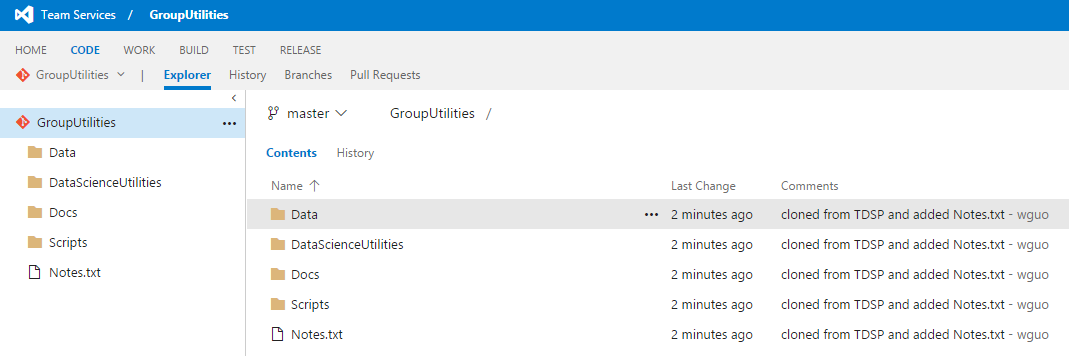 Team Services / GroupUtilities
HOME CODE WORK BUILD TEST RELEASE
GroupUtilities | Explorer History Branches Pull Requests
GroupUtilities ...
Data
DataScienceUtilities
Docs
Scripts
Notes.txt
master GroupUtilities /
Contents History
Name Last Change Comments
Data ... 2 minutes ago cloned from TDSP and added Notes.txt - wguo
DataScienceUtilities 2 minutes ago cloned from TDSP and added Notes.txt - wguo
Docs 2 minutes ago cloned from TDSP and added Notes.txt - wguo
Scripts 2 minutes ago cloned from TDSP and added Notes.txt - wguo
Notes.txt 2 minutes ago cloned from TDSP and added Notes.txt - wguo